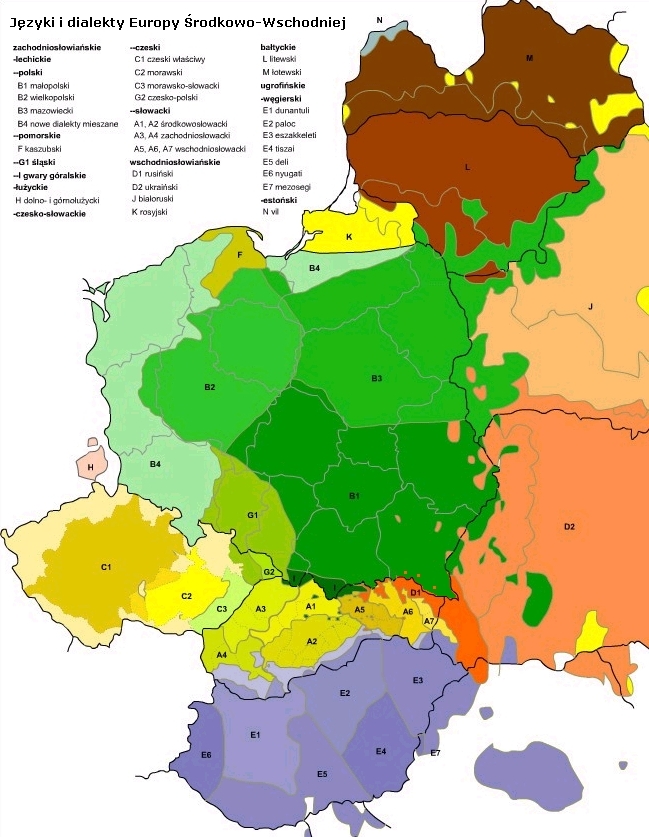 Języki i dialekty Europy Środkowo-Wschodniej
zachodniosłowiańskie
-lechickie
--polski
B1 małopolski
B2 wielkopolski
B3 mazowiecki
B4 nowe dialekty mieszane
--pomorskie
F kaszubski
--G1 śląski
--I gwary góralskie
-łużyckie
H dolno- i górnołużycki
-czesko-słowackie
--czeski
C1 czeski właściwy
C2 morawski
C3 morawsko-słowacki
G2 czesko-polski
--słowacki
A1, A2 środkowosłowacki
A3, A4 zachodniosłowacki
A5, A6, A7 wschodniosłowacki
wschodniosłowiańskie
D1 rusiński
D2 ukraiński
J białoruski
K rosyjski
bałtyckie
L litewski
M łotewski
ugrofińskie
-węgierski
E1 dunantuli
E2 paloc
E3 eszakkeleti
E4 tiszai
E5 deli
E6 nyugati
E7 mezosegi
-estoński
N vil
N
M
L
K
F
B4
J
B3
B2
H
B4
B1
G1
D2
C1
G2
I
I
D1
C2
C3
A3
A1
A5
A6
A7
A2
A4
E3
E2
E1
E6
E4
E7
E5